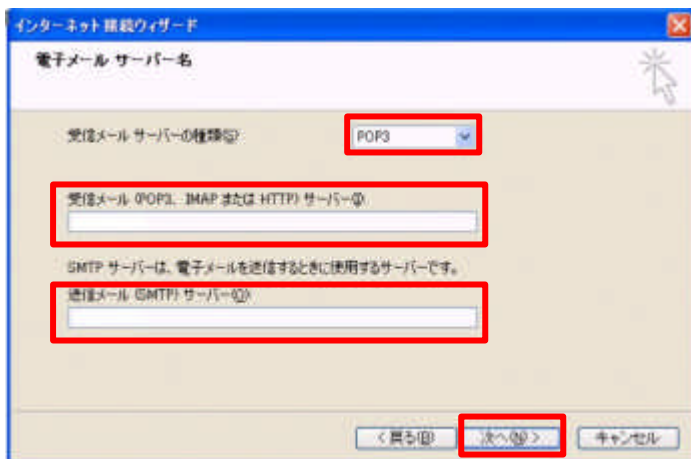 インターネット接続ウィザード
電子メール サーバー名
受信メール サーバーの種類(S) POP3
受信メール (POP3、IMAP または HTTP) サーバー(I)
SMTP サーバーは、電子メールを送信するときに使用するサーバーです。
送信メール (SMTP) サーバー(O)
< 戻る(B) 次へ(N) > キャンセル